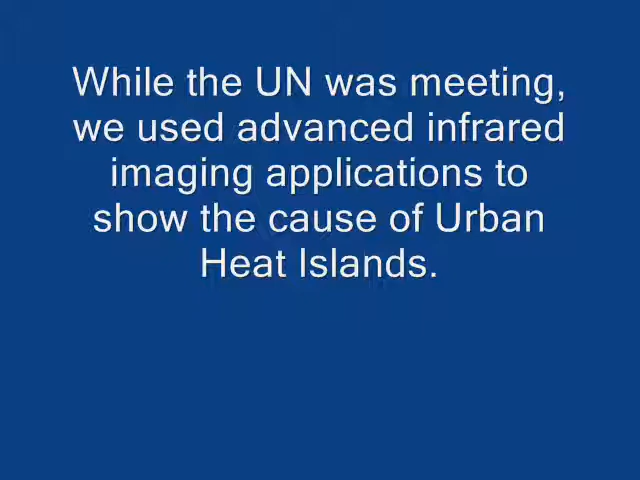 While the UN was meeting,
we used advanced infrared
imaging applications to
show the cause of Urban
Heat Islands.